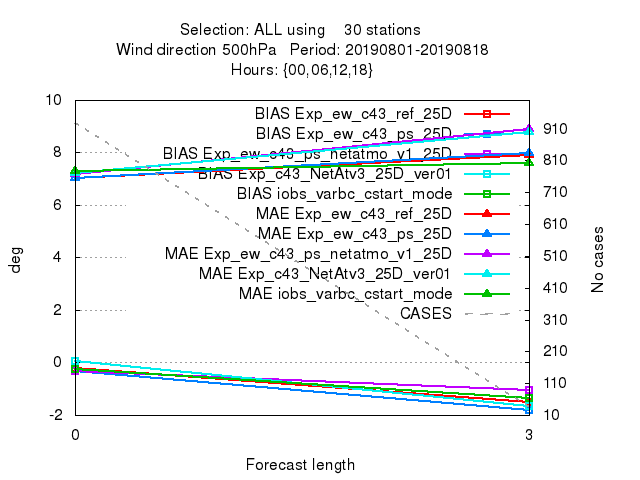 Selection: ALL using    30 stations
Wind direction 500hPa   Period: 20190801-20190818
Hours: {00,06,12,18}
BIAS Exp_ew_c43_ref_25D
BIAS Exp_ew_c43_ps_25D
BIAS Exp_ew_c43_ps_netatmo_v1_25D
BIAS Exp_c43_NetAtv3_25D_ver01
BIAS iobs_varbc_cstart_mode
MAE Exp_ew_c43_ref_25D
MAE Exp_ew_c43_ps_25D
MAE Exp_ew_c43_ps_netatmo_v1_25D
MAE Exp_c43_NetAtv3_25D_ver01
MAE iobs_varbc_cstart_mode
CASES
10
8
6
4
2
0
-2
deg
910
810
710
610
510
410
310
210
110
10
No cases
0 3
Forecast length